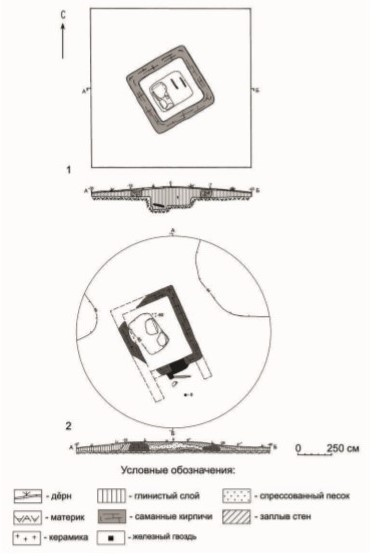 С
А
Б
1
А
Б
А
2
Б
А
Б
0 250 см
Условные обозначения:
- дёрн
- глинистый слой
- спрессованный песок
- материк
- саманные кирпичи
- заплыв стен
- керамика
- железный гвоздь